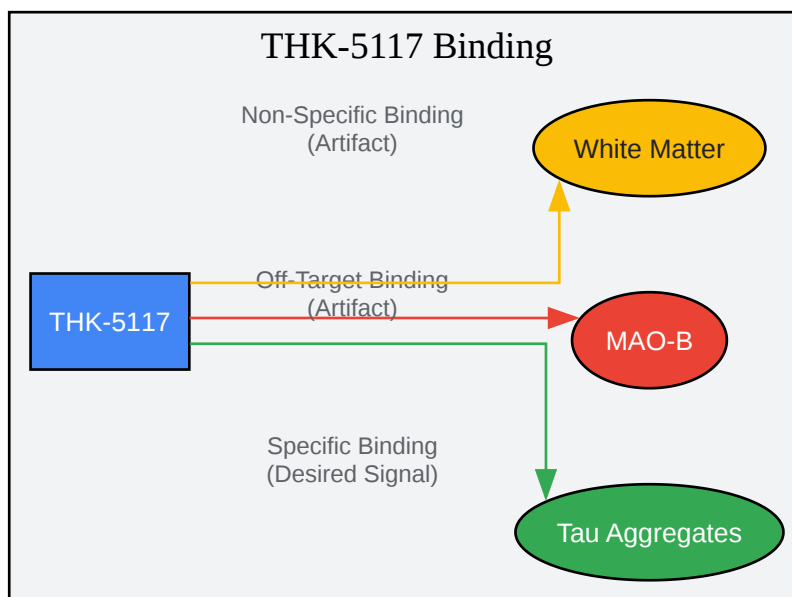 THK-5117 Binding
Non-Specific Binding
(Artifact)
White Matter
Off-Target Binding
(Artifact)
THK-5117
MAO-B
Specific Binding
(Desired Signal)
Tau Aggregates